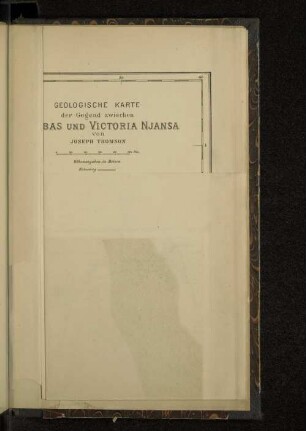 GEOLOGISCHE KARTE
der Gegend zwischen
BAS UND VICTORIA NJANSA
VON
JOSEPH THOMSON